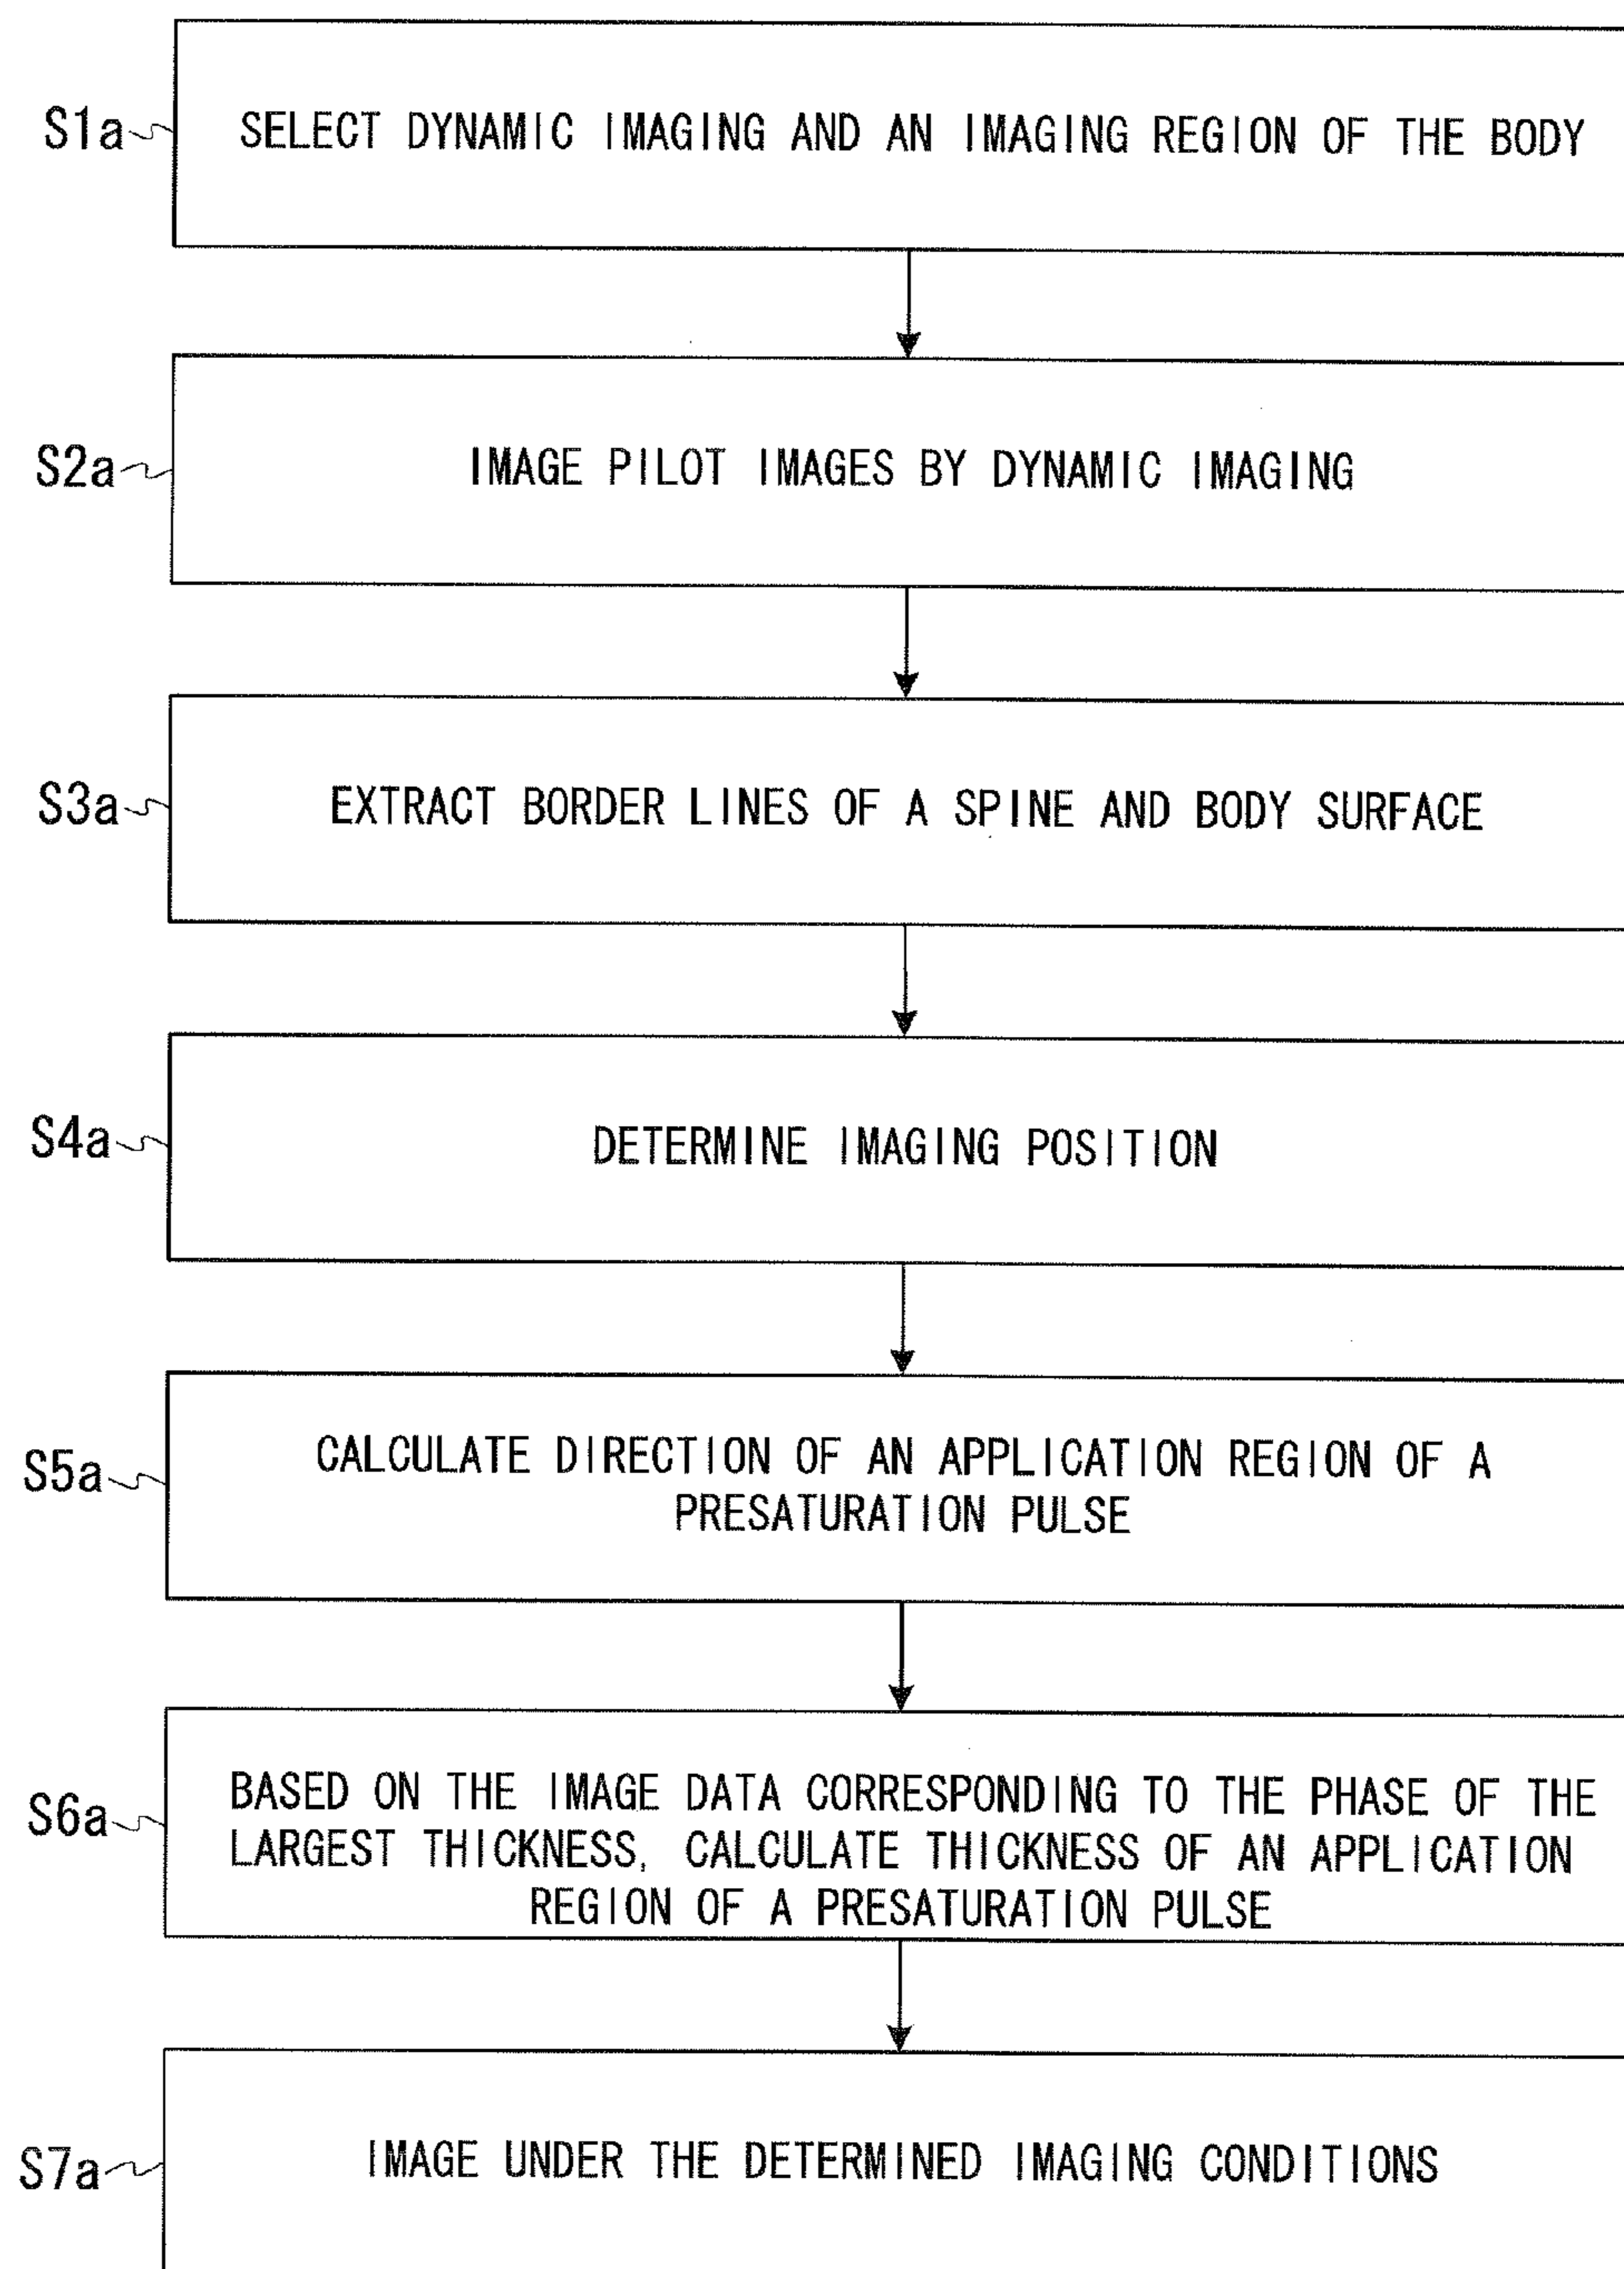 S1a
SELECT DYNAMIC IMAGING AND AN IMAGING REGION OF THE BODY
S2a
IMAGE PILOT IMAGES BY DYNAMIC IMAGING
S3a
EXTRACT BORDER LINES OF A SPINE AND BODY SURFACE
S4a
DETERMINE IMAGING POSITION
S5a
CALCULATE DIRECTION OF AN APPLICATION REGION OF A
PRESATURATION PULSE
S6a
BASED ON THE IMAGE DATA CORRESPONDING TO THE PHASE OF THE
LARGEST THICKNESS, CALCULATE THICKNESS OF AN APPLICATION
REGION OF A PRESATURATION PULSE
S7a
IMAGE UNDER THE DETERMINED IMAGING CONDITIONS